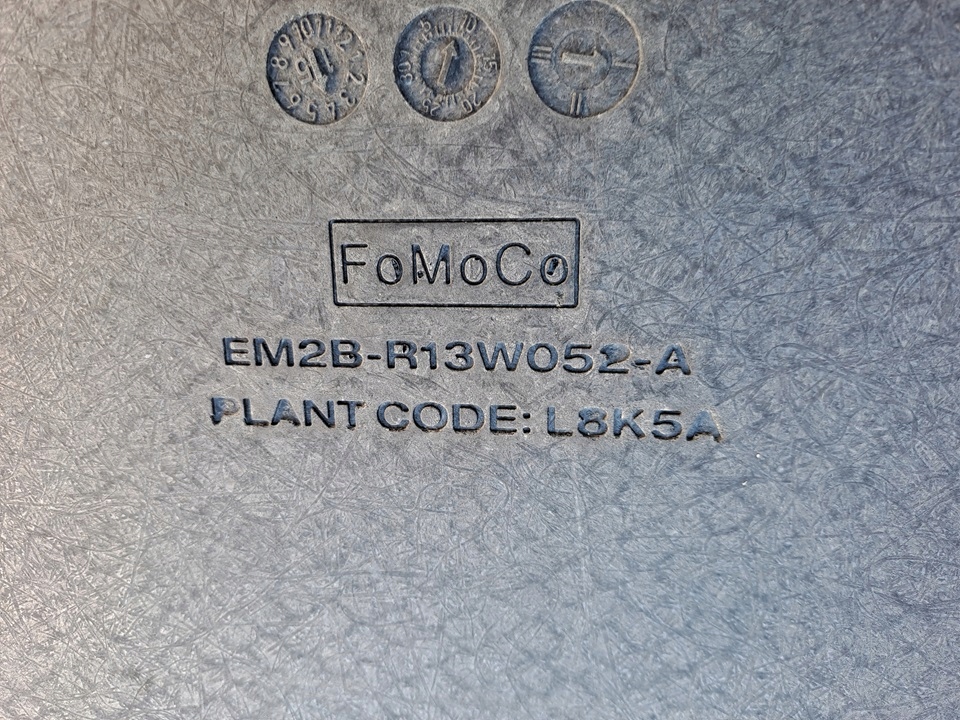 FoMoCo
EM2B-R13W052-A
PLANT CODE: L8K5A